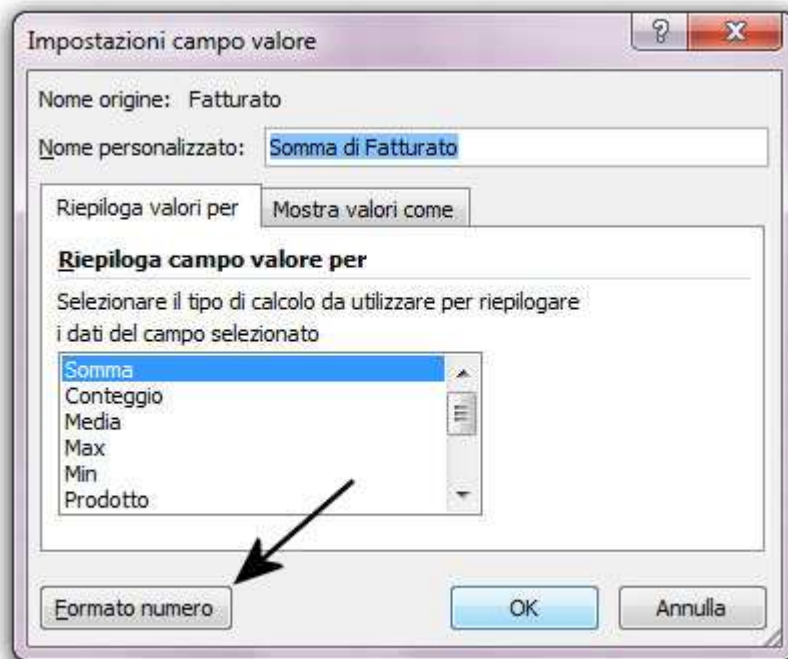 Impostazioni campo valore
Nome origine: Fatturato
Nome personalizzato: Somma di Fatturato
Riepiloga valori per
Mostra valori come
Riepiloga campo valore per
Selezionare il tipo di calcolo da utilizzare per riepilogare
i dati del campo selezionato
Somma
Conteggio
Media
Max
Min
Prodotto
Formato numero
OK
Annulla